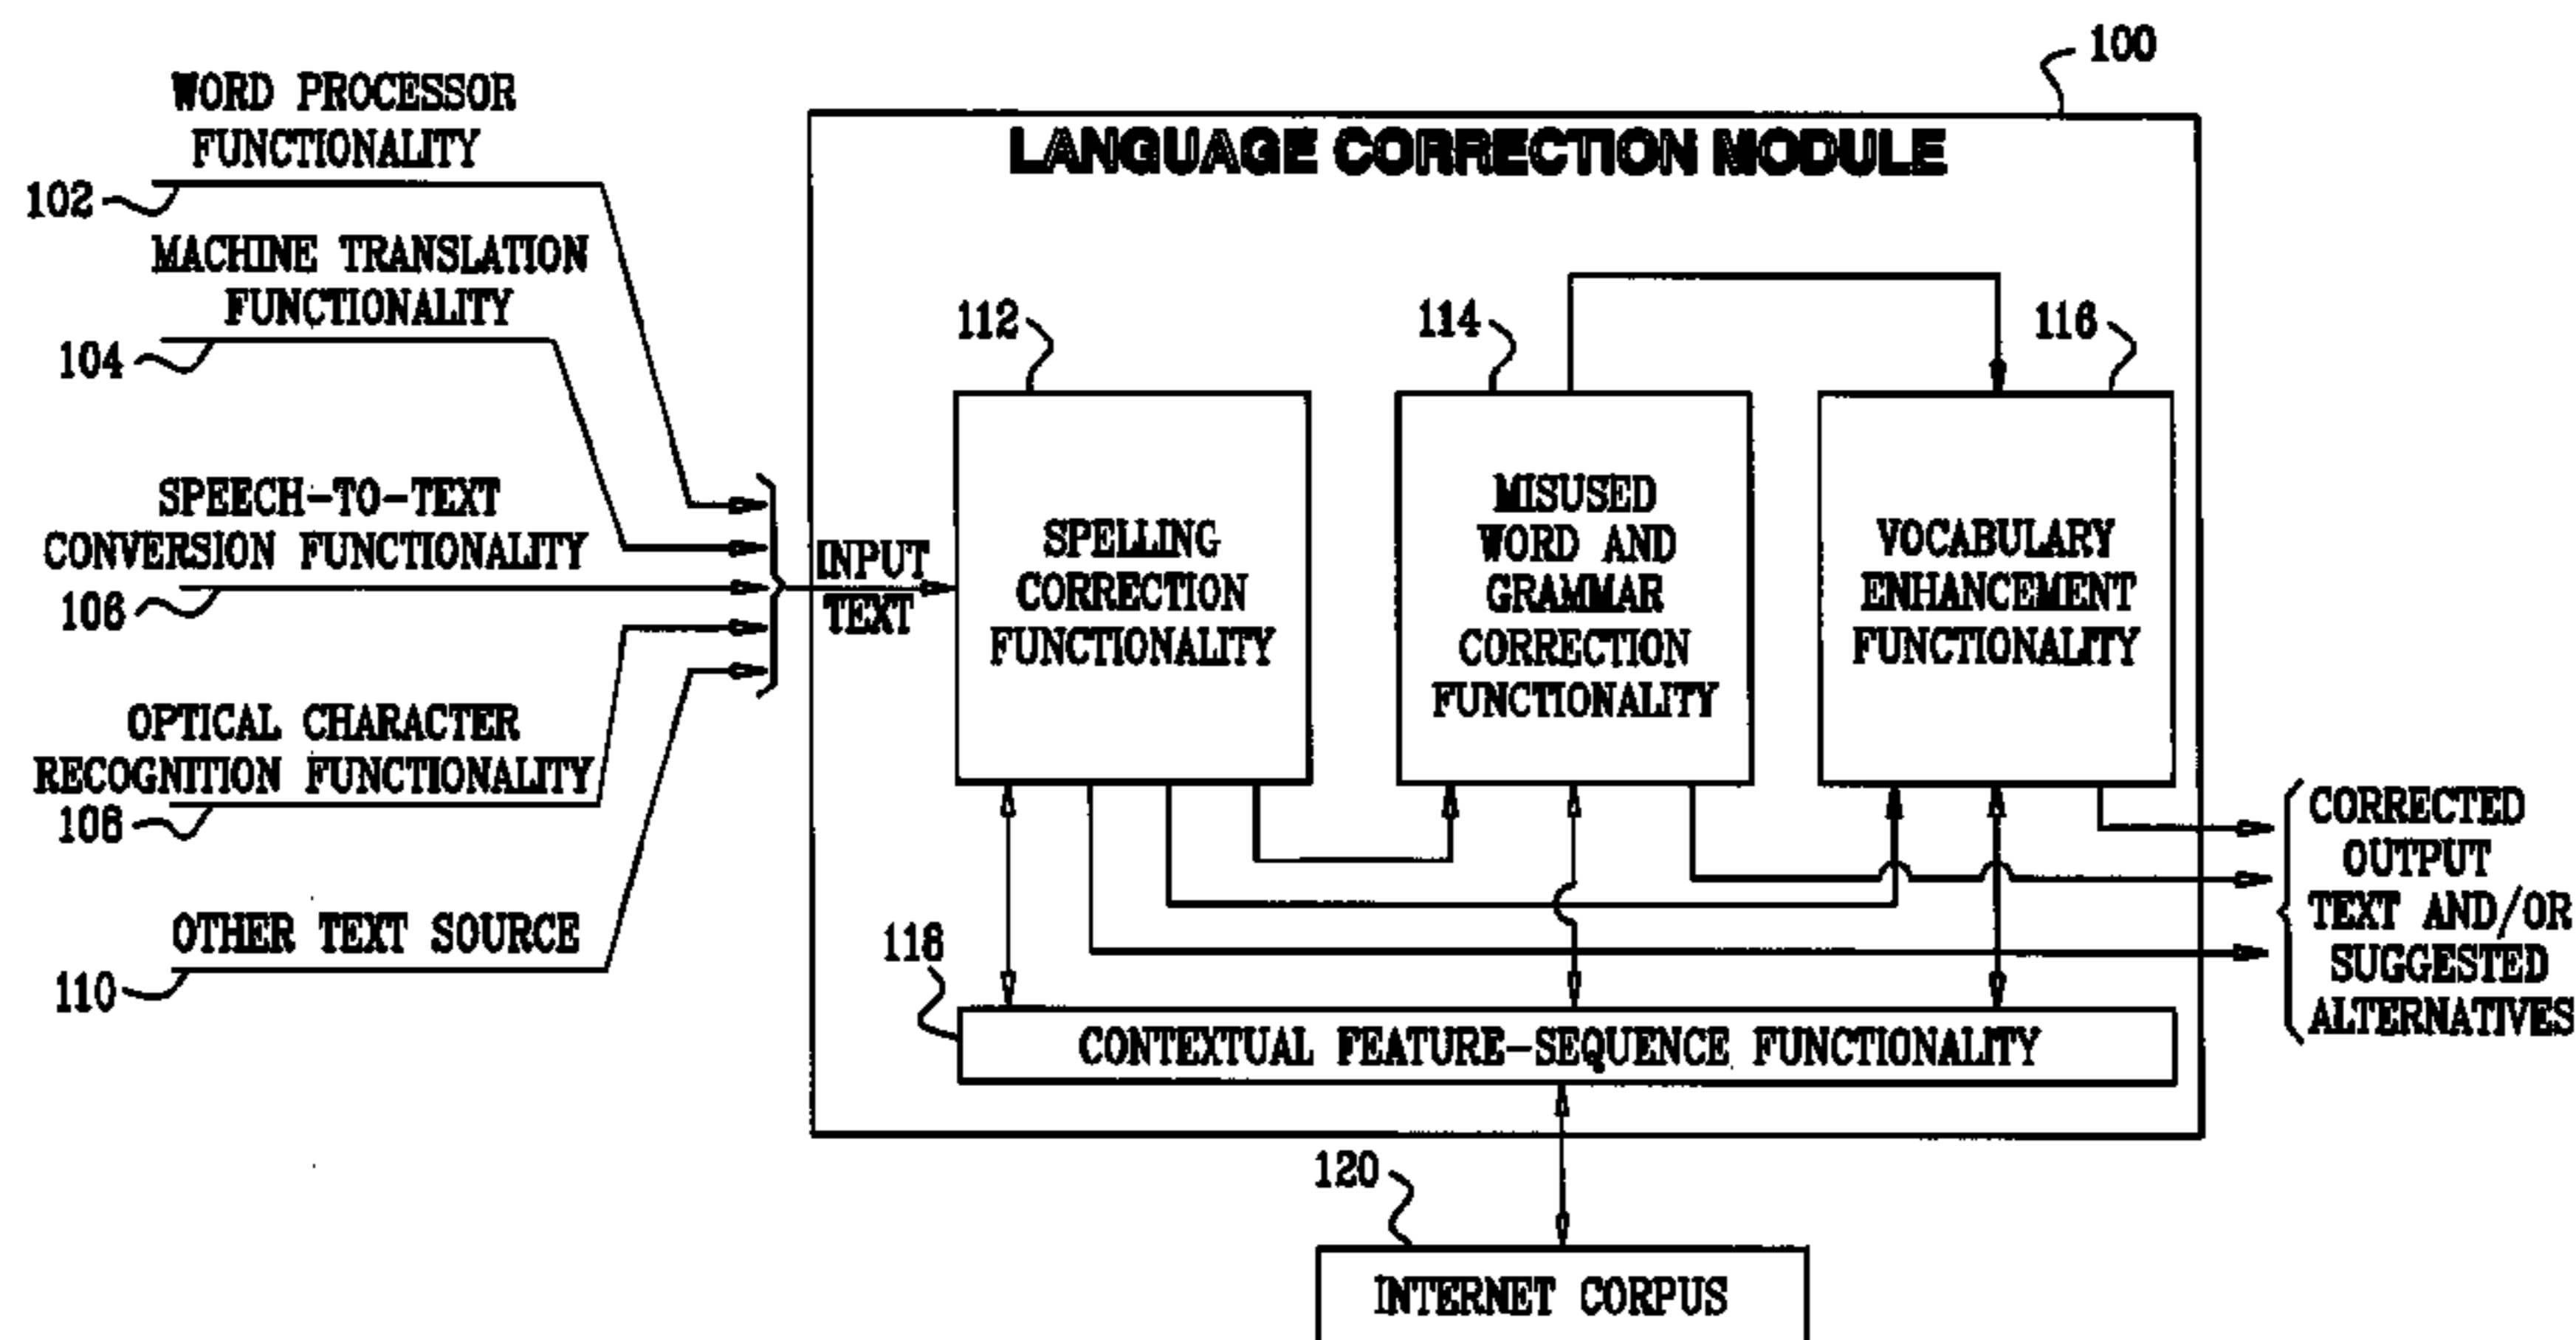 100
WORD PROCESSOR
FUNCTIONALITY
102
MACHINE TRANSLATION
FUNCTIONALITY
104
SPEECH-TO-TEXT
CONVERSION FUNCTIONALITY
106
OPTICAL CHARACTER
RECOGNITION FUNCTIONALITY
108
OTHER TEXT SOURCE
110
INPUT
TEXT
LANGUAGE CORRECTION MODULE
112
SPELLING
CORRECTION
FUNCTIONALITY
114
MISUSED
WORD AND
GRAMMAR
CORRECTION
FUNCTIONALITY
116
VOCABULARY
ENHANCEMENT
FUNCTIONALITY
118
CONTEXTUAL FEATURE-SEQUENCE FUNCTIONALITY
120
INTERNET CORPUS
CORRECTED
OUTPUT
TEXT AND/OR
SUGGESTED
ALTERNATIVES